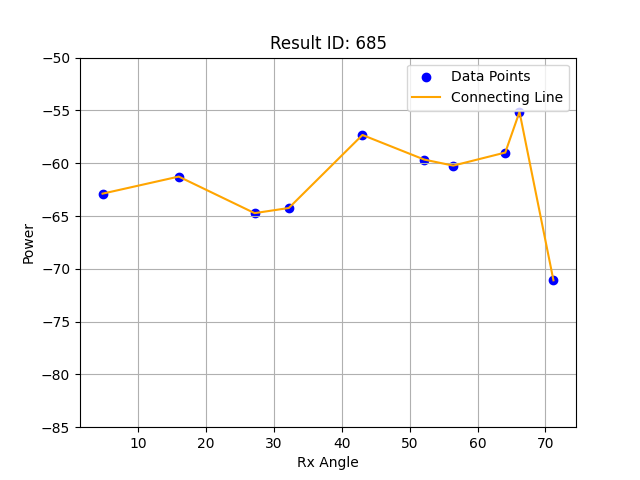 Result ID: 685
Data Points
Connecting Line
Power
−50
−55
−60
−65
−70
−75
−80
−85
10 20 30 40 50 60 70
Rx Angle